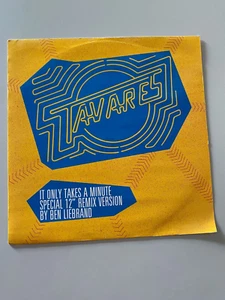 TAVARES
IT ONLY TAKES A MINUTE
SPECIAL 12" REMIX VERSION
BY BEN LIEBRAND